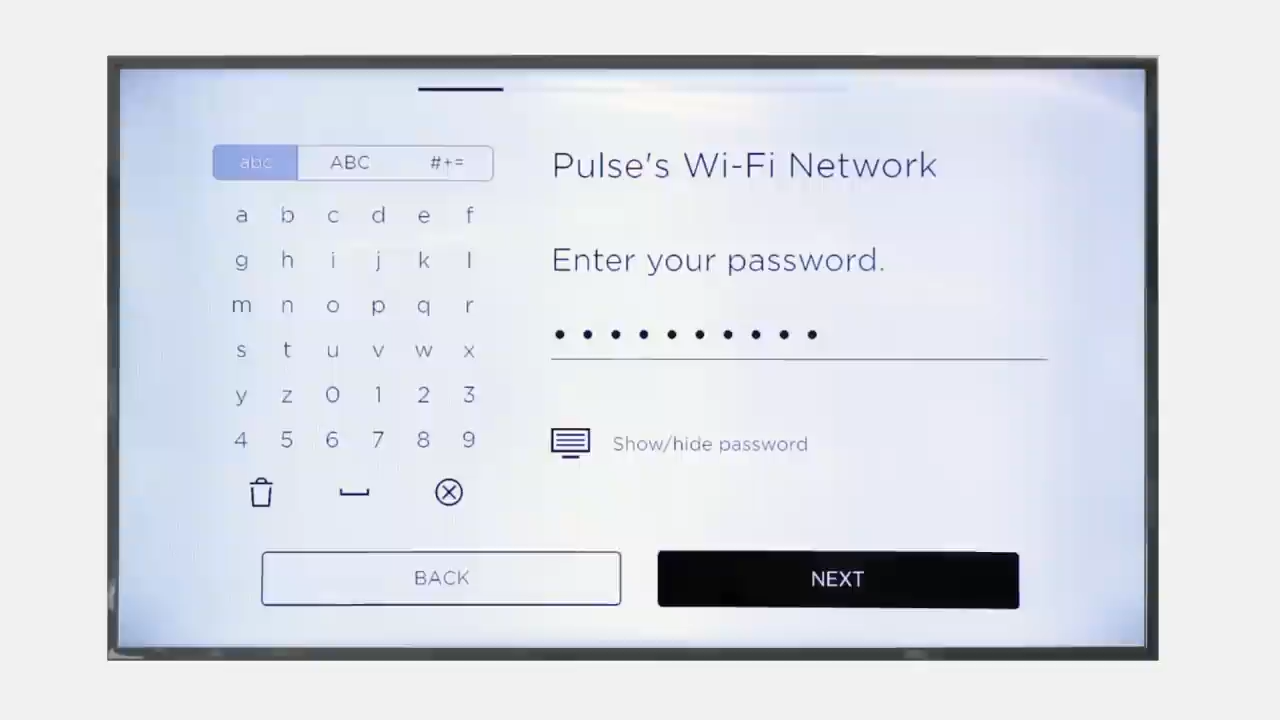 abc ABC #+=
a b c d e f
g h i j k l
m n o p q r
s t u v w x
y z 0 1 2 3
4 5 6 7 8 9
Pulse's Wi-Fi Network
Enter your password.
••••••••••
Show/hide password
BACK
NEXT